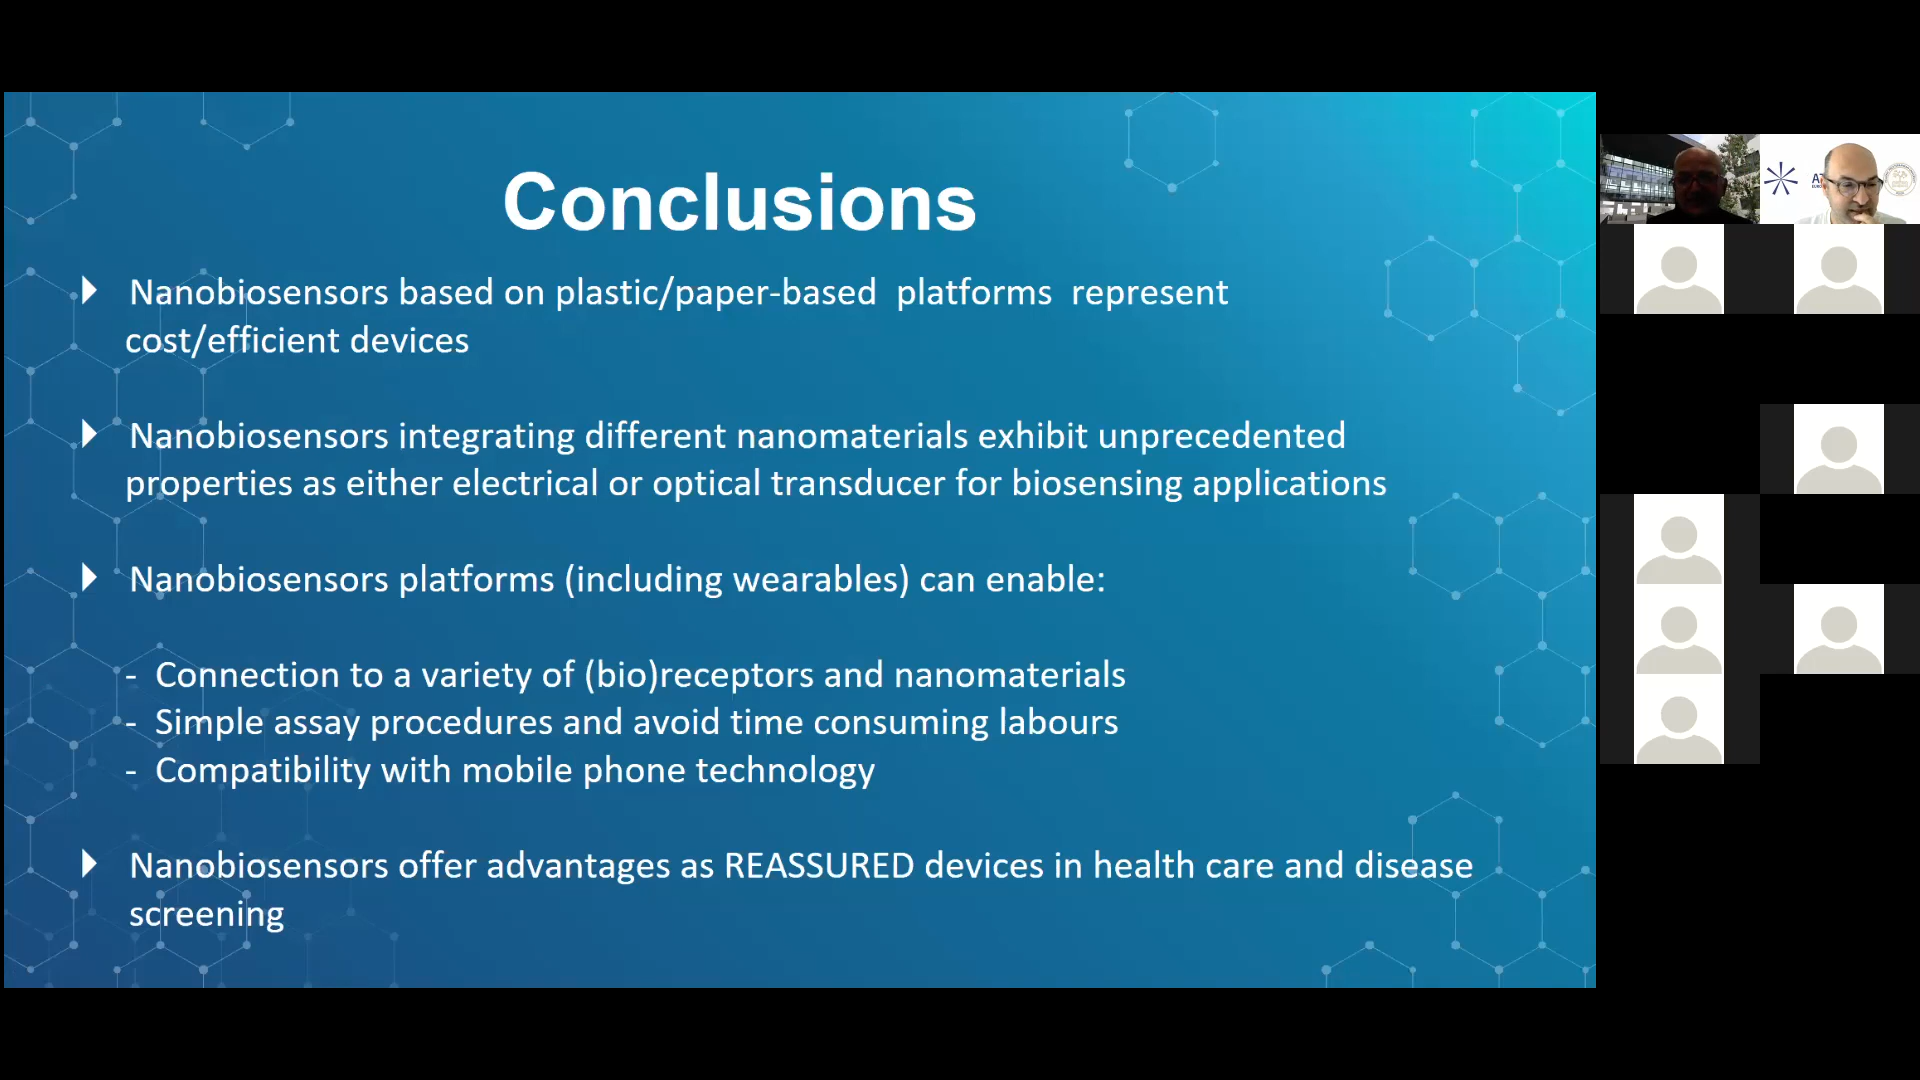 Conclusions
Nanobiosensors based on plastic/paper-based platforms represent
cost/efficient devices
Nanobiosensors integrating different nanomaterials exhibit unprecedented
properties as either electrical or optical transducer for biosensing applications
Nanobiosensors platforms (including wearables) can enable:
- Connection to a variety of (bio)receptors and nanomaterials
- Simple assay procedures and avoid time consuming labours
- Compatibility with mobile phone technology
Nanobiosensors offer advantages as REASSURED devices in health care and disease
screening